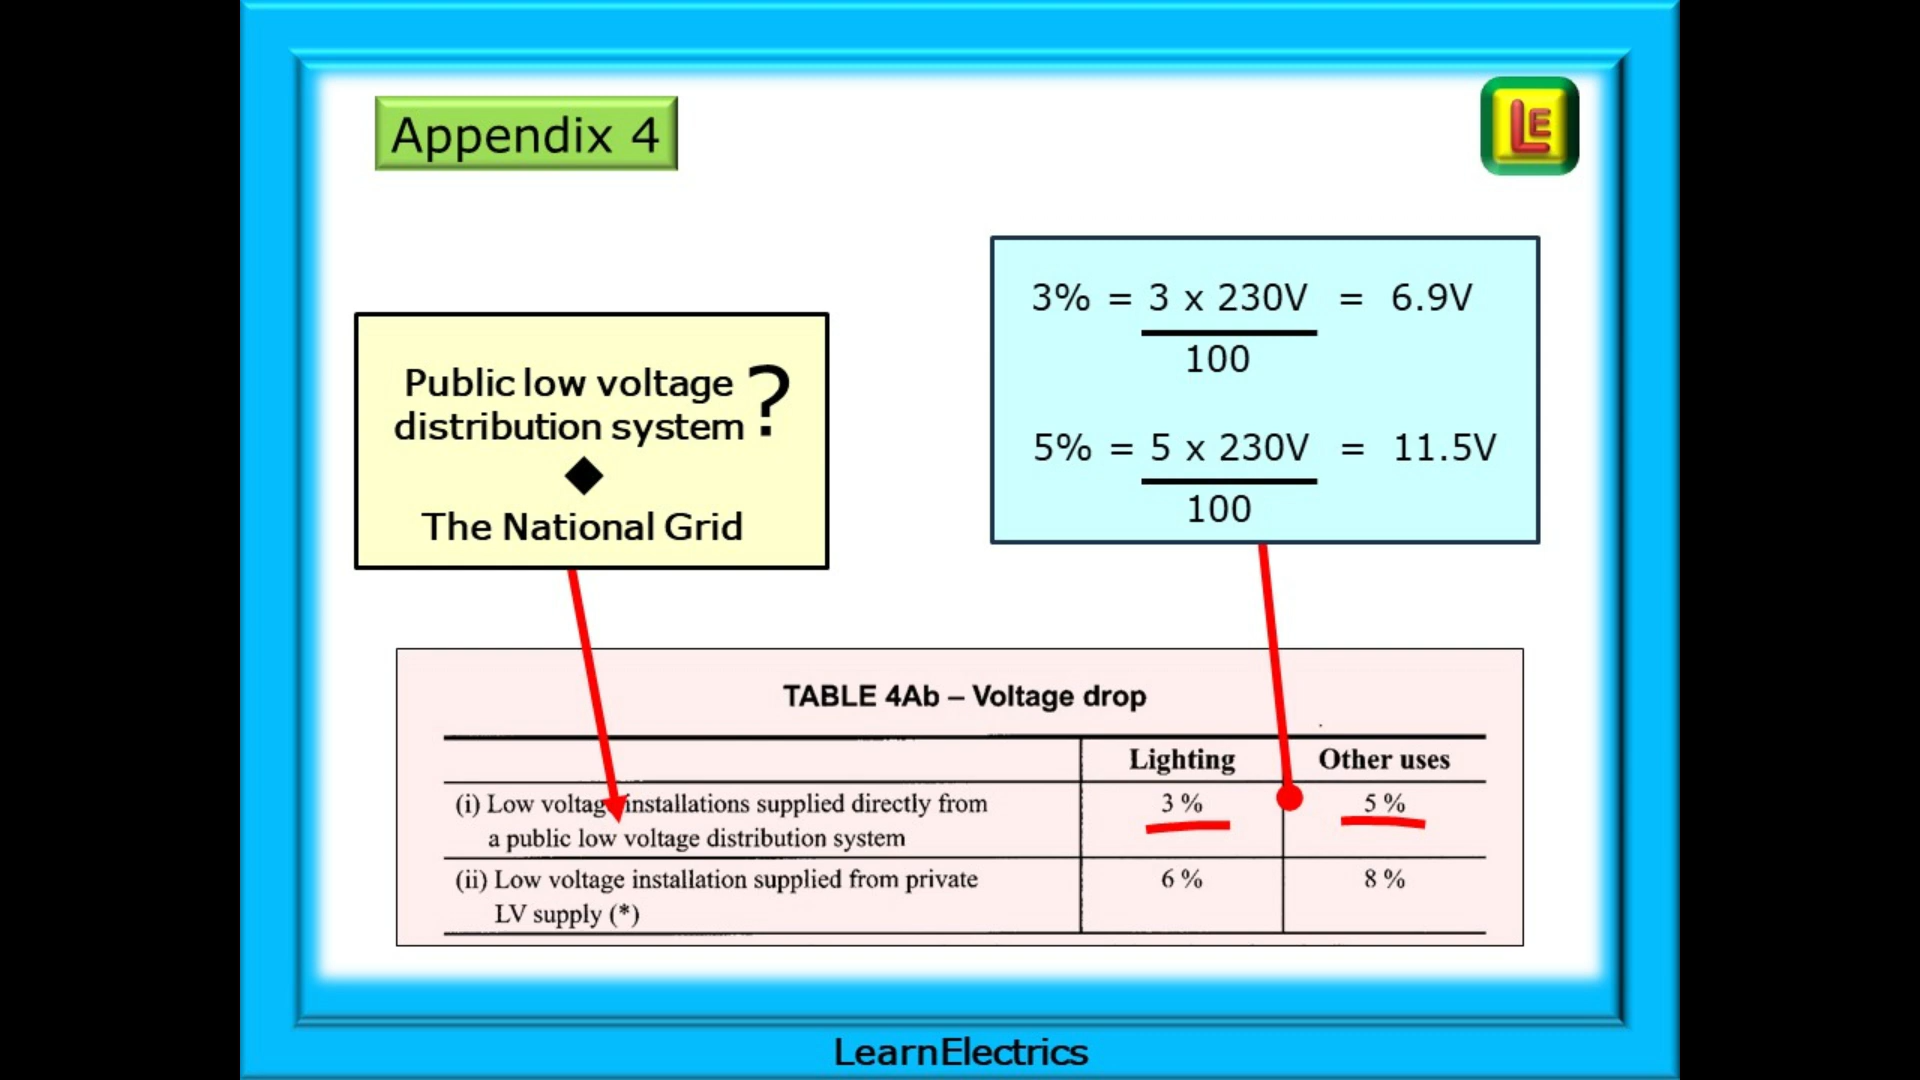 Appendix 4
LE
3% = 3 x 230V = 6.9V
100
5% = 5 x 230V = 11.5V
100
Public low voltage
distribution system ?
The National Grid
TABLE 4Ab – Voltage drop
Lighting Other uses
(i) Low voltage installations supplied directly from 3 % 5 %
a public low voltage distribution system
(ii) Low voltage installation supplied from private 6 % 8 %
LV supply (*)
LearnElectrics